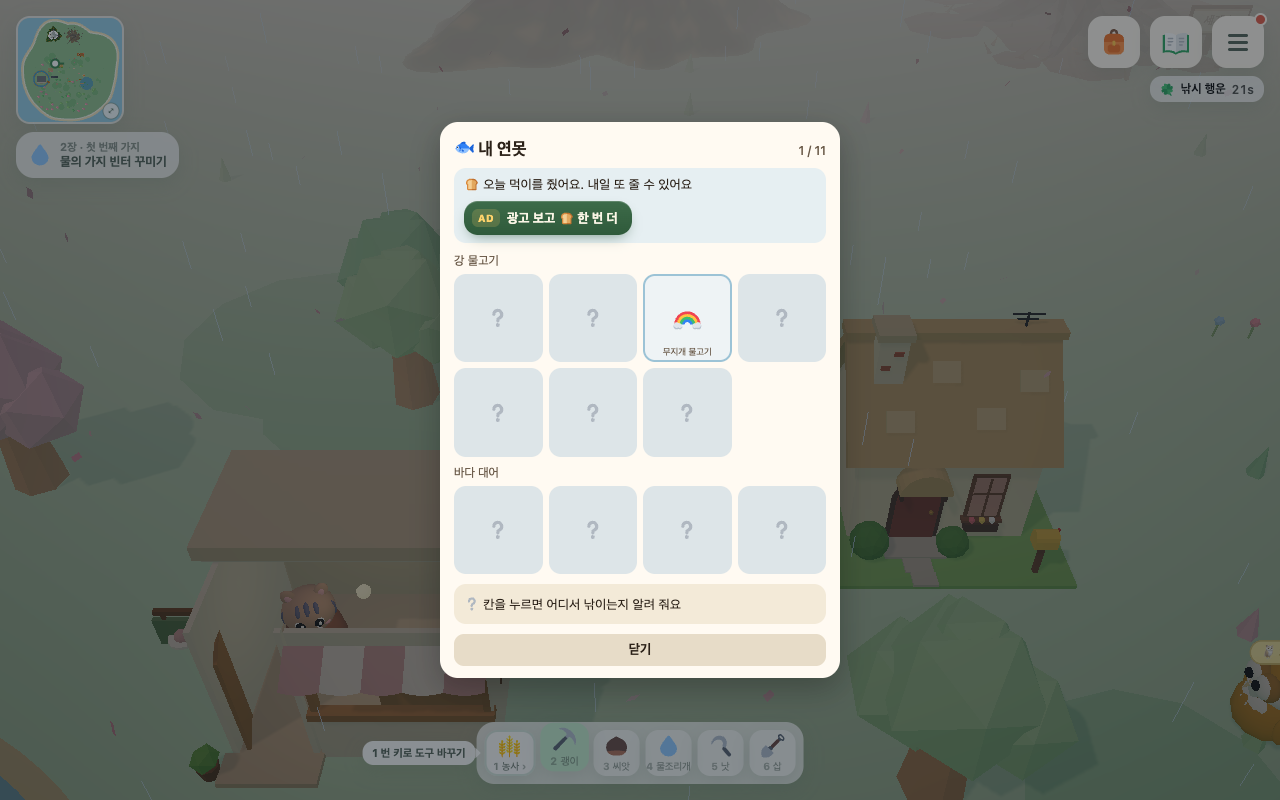 2장 · 첫 번째 가지
물의 가지 빈터 꾸미기
낚시 행운 21s
내 연못
1 / 11
오늘 먹이를 줬어요. 내일 또 줄 수 있어요
AD 광고 보고 한 번 더
강 물고기
? ? ?
무지개 물고기
? ? ?
바다 대어
? ? ? ?
? 칸을 누르면 어디서 낚이는지 알려 줘요
닫기
1 번 키로 도구 바꾸기
1 농사 › 2 괭이 3 씨앗 4 물조리개 5 낫 6 삽